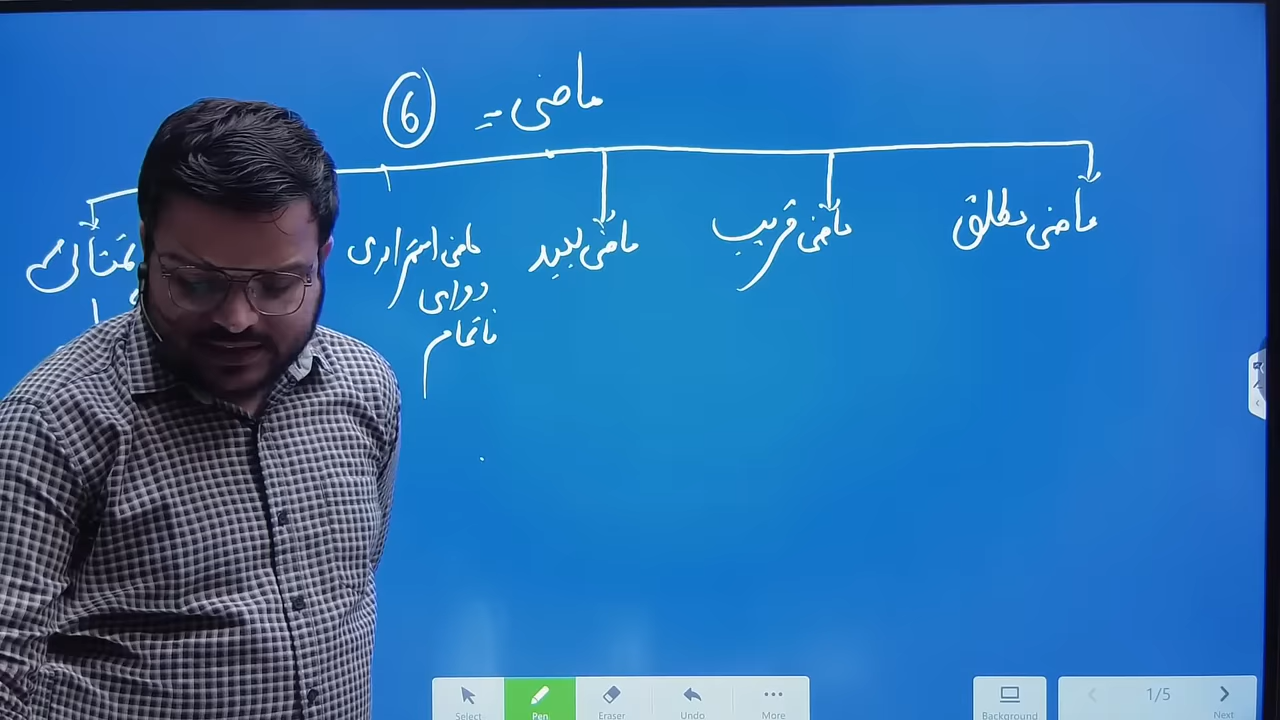 ماضی = 6
ماضی مطلق
ماضی قریب
ماضی بعید
ماضی استمراری
دوامی
ناتمام
Select
Pen
Eraser
Undo
More
Background
1/5
Next